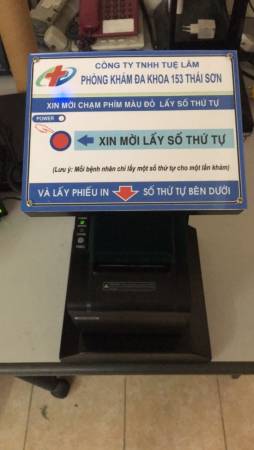 CÔNG TY TNHH TUỆ LÂM
PHÒNG KHÁM ĐA KHOA 153 THÁI SƠN
XIN MỜI CHẠM PHÍM MÀU ĐỎ LẤY SỐ THỨ TỰ
POWER
XIN MỜI LẤY SỐ THỨ TỰ
(Lưu ý: Mỗi bệnh nhân chỉ lấy một số thứ tự cho một lần khám)
VÀ LẤY PHIẾU IN SỐ THỨ TỰ BÊN DƯỚI